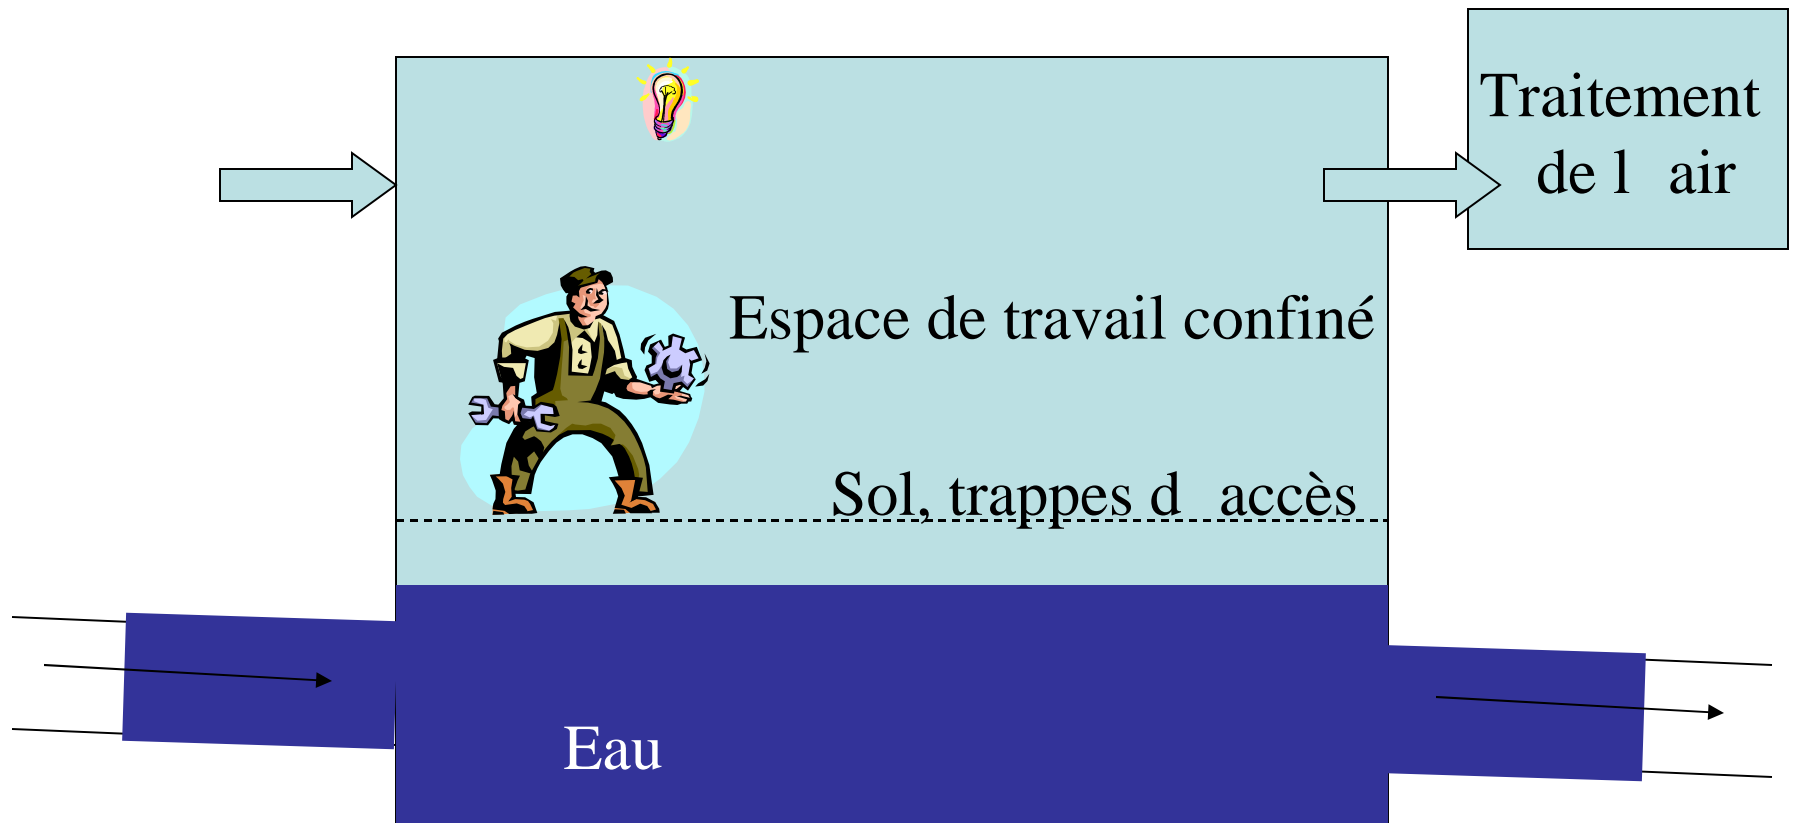 Traitement
de l air
Espace de travail confiné
Sol, trappes d accès
Eau